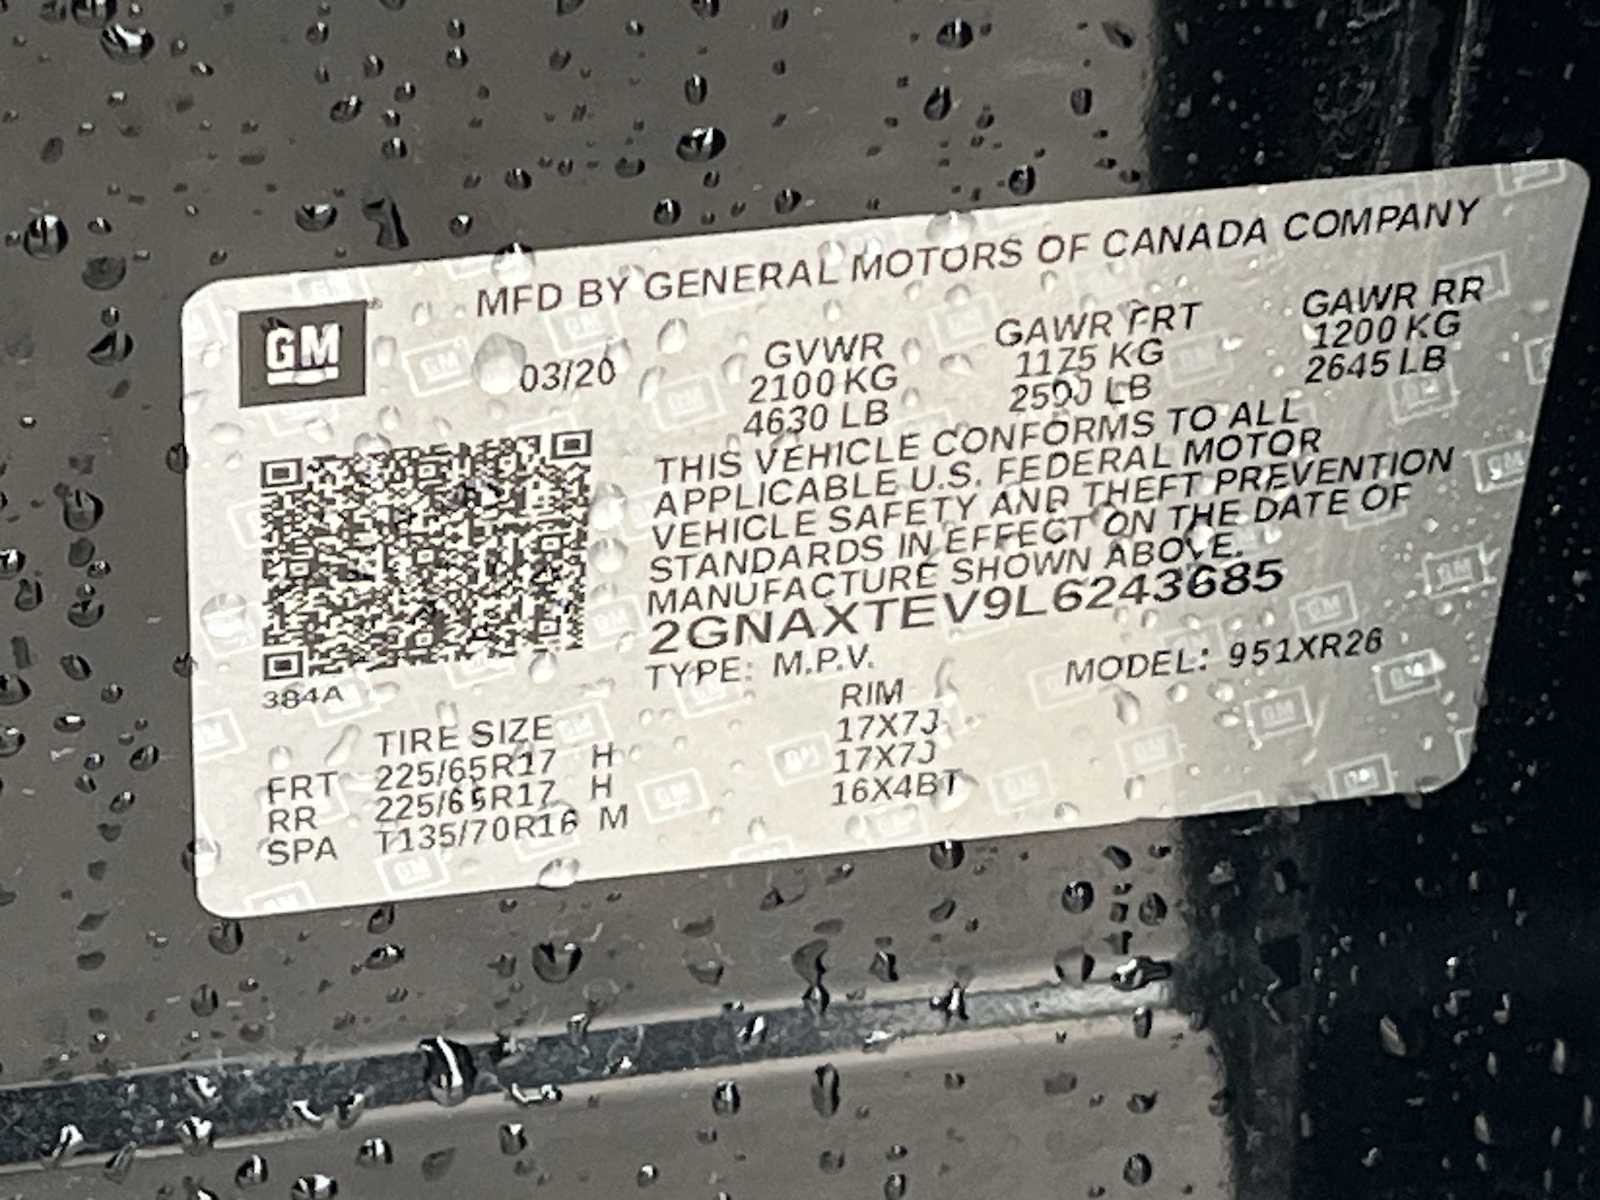 MFD BY GENERAL MOTORS OF CANADA COMPANY
GM
03/20 GVWR GAWR FRT GAWR RR
2100 KG 1175 KG 1200 KG
4630 LB 2590 LB 2645 LB
THIS VEHICLE CONFORMS TO ALL
APPLICABLE U.S. FEDERAL MOTOR
VEHICLE SAFETY AND THEFT PREVENTION
STANDARDS IN EFFECT ON THE DATE OF
MANUFACTURE SHOWN ABOVE.
2GNAXTEV9L6243685
TYPE: M.P.V. MODEL: 951XR26
384A
TIRE SIZE RIM
FRT 225/65R17 H 17X7J
RR 225/65R17 H 17X7J
SPA T135/70R16 M 16X4BT